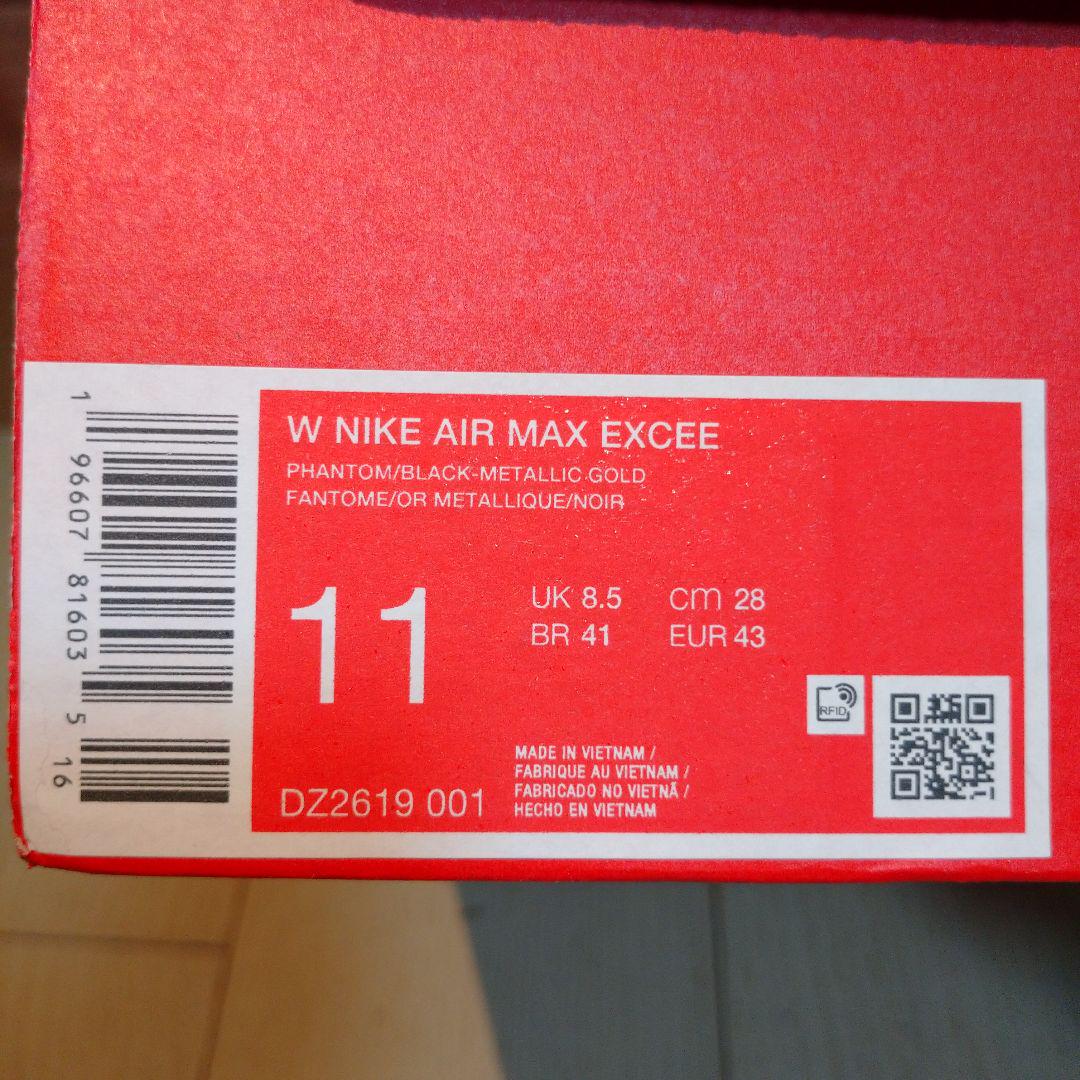 W NIKE AIR MAX EXCEE
PHANTOM/BLACK-METALLIC GOLD
FANTOME/OR METALLIQUE/NOIR
11
UK 8.5 cm 28
BR 41 EUR 43
RFID
MADE IN VIETNAM /
FABRIQUE AU VIETNAM /
FABRICADO NO VIETNÃ /
HECHO EN VIETNAM
DZ2619 001
1 96607 81603 5 16